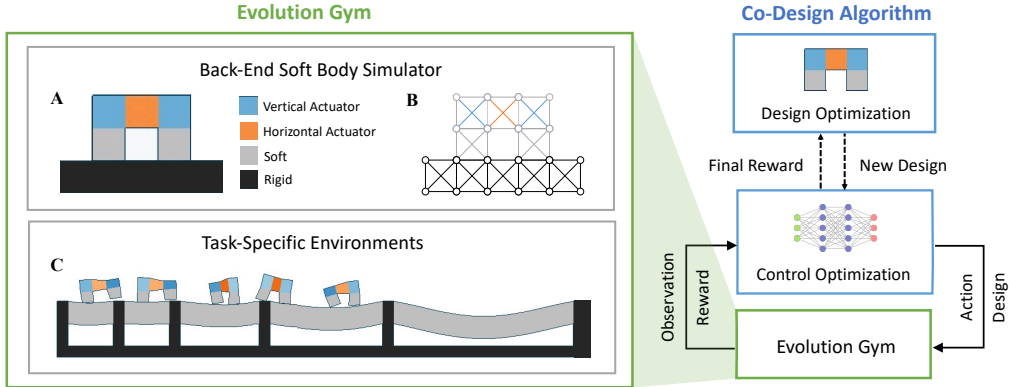 Evolution Gym
Back-End Soft Body Simulator
A
Vertical Actuator
Horizontal Actuator
Soft
Rigid
B
Task-Specific Environments
C
Co-Design Algorithm
Design Optimization
Final Reward
New Design
Control Optimization
Observation
Reward
Action
Design
Evolution Gym